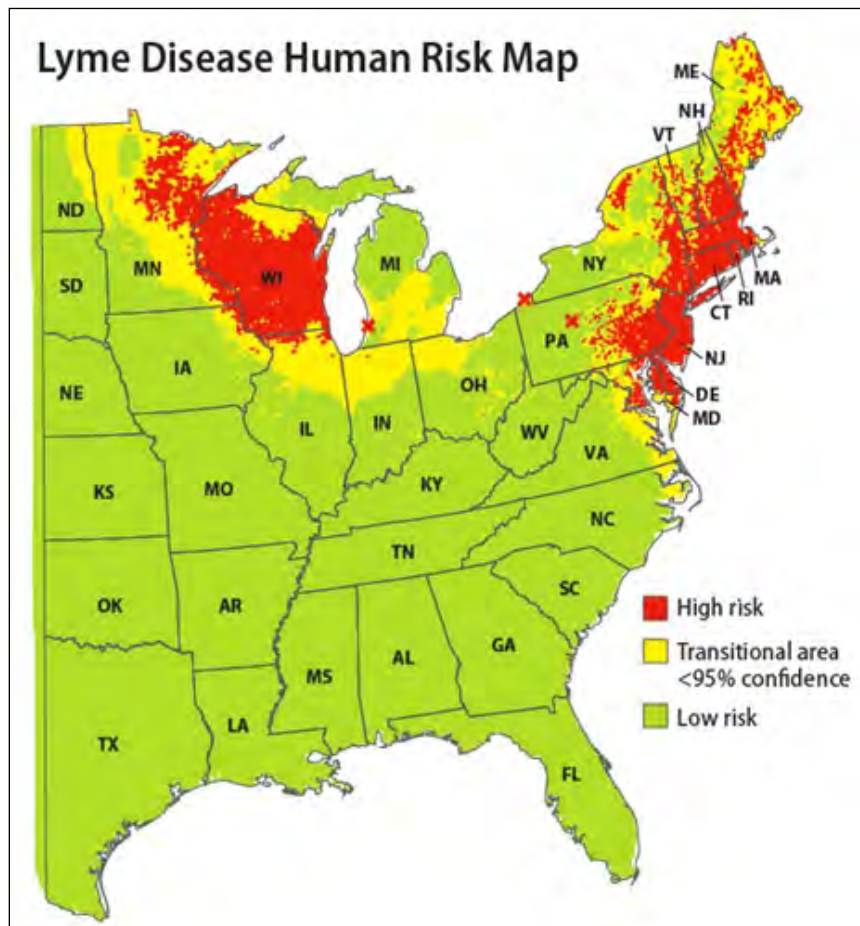 Lyme Disease Human Risk Map
ME
NH
VT
ND
MN
WI
MI
NY
MA
RI
CT
SD
PA
NJ
IA
NE
OH
DE
MD
IL
IN
WV
VA
KS
MO
KY
NC
TN
OK
AR
SC
High risk
MS
AL
GA
Transitional area
<95% confidence
LA
Low risk
TX
FL